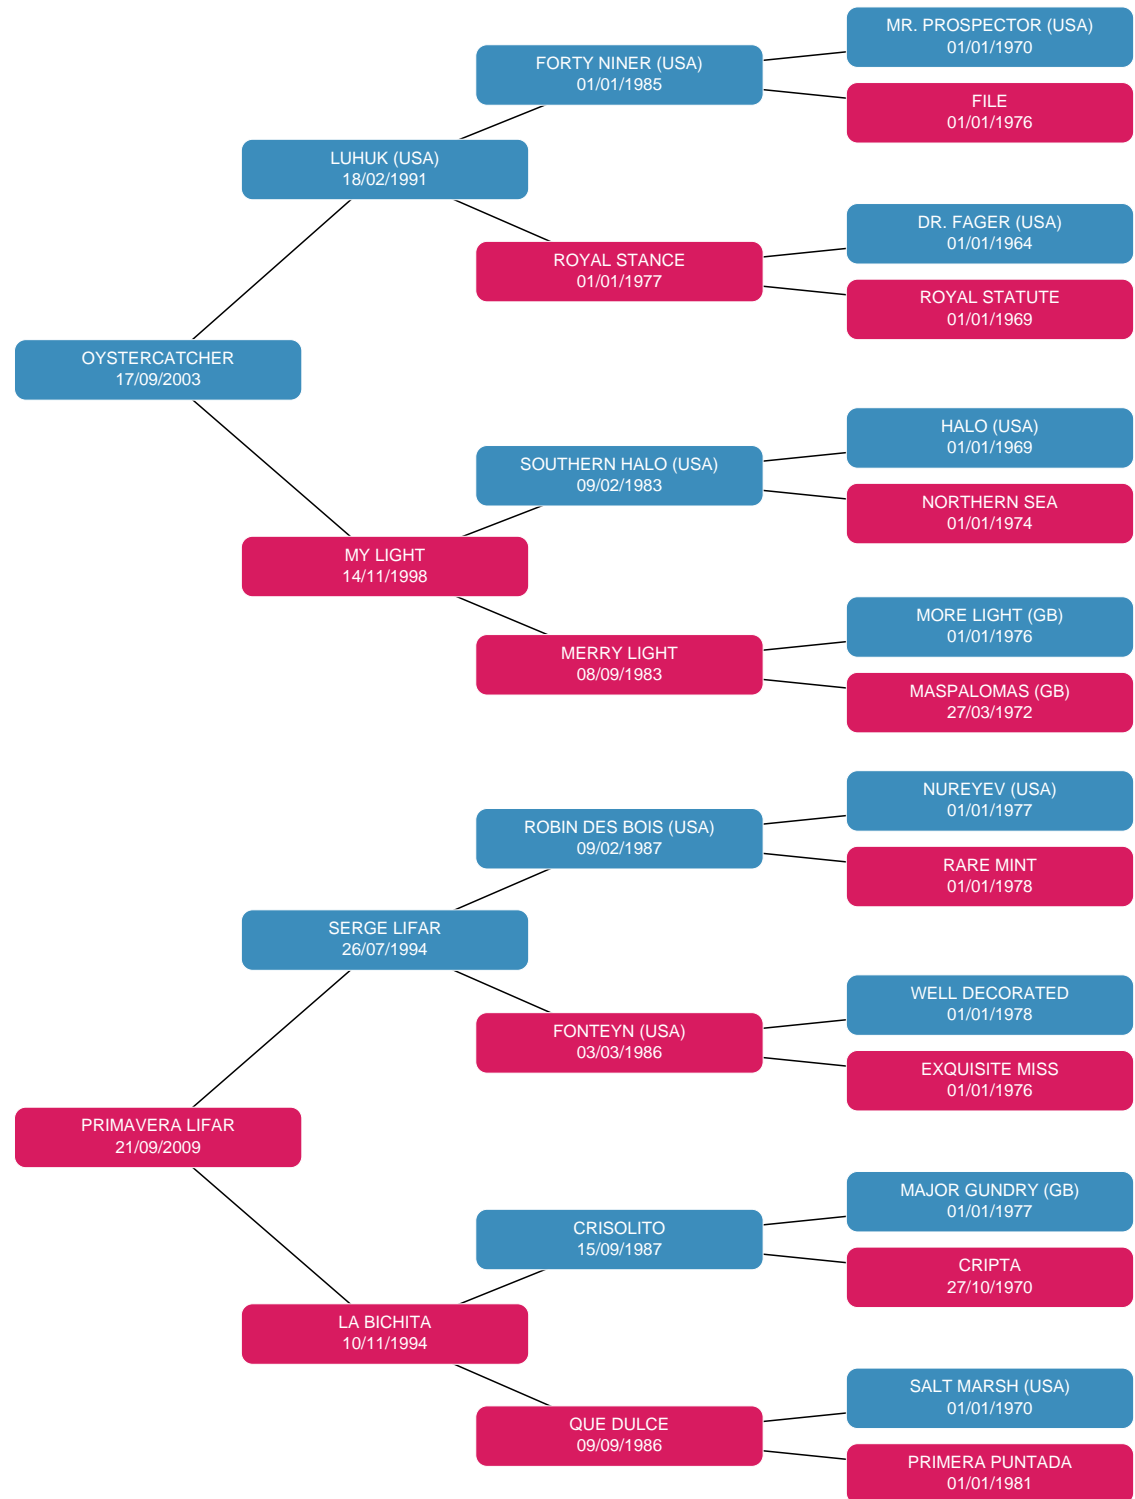 MR. PROSPECTOR (USA)
01/01/1970
FORTY NINER (USA)
01/01/1985
FILE
01/01/1976
LUHUK (USA)
18/02/1991
DR. FAGER (USA)
01/01/1964
ROYAL STANCE
01/01/1977
ROYAL STATUTE
01/01/1969
OYSTERCATCHER
17/09/2003
HALO (USA)
01/01/1969
SOUTHERN HALO (USA)
09/02/1983
NORTHERN SEA
01/01/1974
MY LIGHT
14/11/1998
MORE LIGHT (GB)
01/01/1976
MERRY LIGHT
08/09/1983
MASPALOMAS (GB)
27/03/1972
NUREYEV (USA)
01/01/1977
ROBIN DES BOIS (USA)
09/02/1987
RARE MINT
01/01/1978
SERGE LIFAR
26/07/1994
WELL DECORATED
01/01/1978
FONTEYN (USA)
03/03/1986
EXQUISITE MISS
01/01/1976
PRIMAVERA LIFAR
21/09/2009
MAJOR GUNDRY (GB)
01/01/1977
CRISOLITO
15/09/1987
CRIPTA
27/10/1970
LA BICHITA
10/11/1994
SALT MARSH (USA)
01/01/1970
QUE DULCE
09/09/1986
PRIMERA PUNTADA
01/01/1981